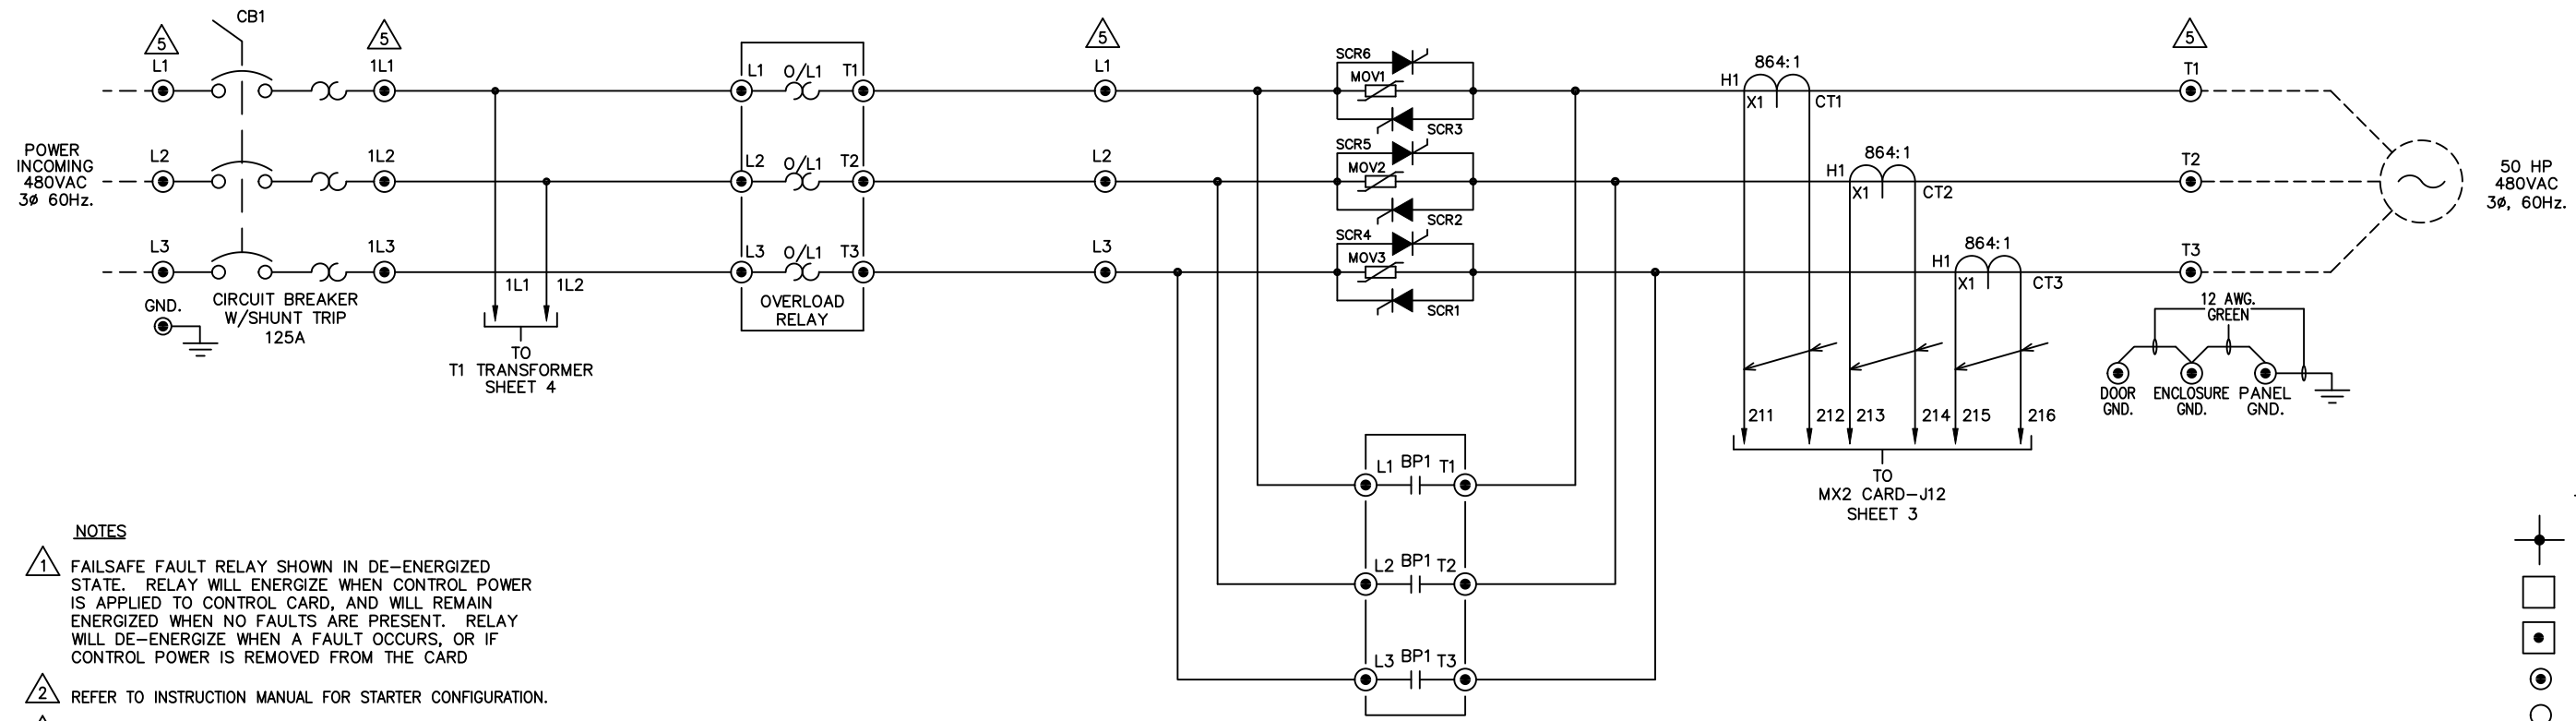 CB1
5
5
5
5
L1
1L1
L1
O/L1
T1
L1
SCR6
MOV1
SCR3
H1
864:1
X1
CT1
T1
POWER
INCOMING
480VAC
3ø 60Hz.
L2
1L2
L2
O/L1
T2
L2
SCR5
MOV2
SCR2
H1
864:1
X1
CT2
T2
50 HP
480VAC
3ø, 60Hz.
L3
1L3
L3
O/L1
T3
L3
SCR4
MOV3
SCR1
H1
864:1
X1
CT3
T3
GND.
CIRCUIT BREAKER
W/SHUNT TRIP
125A
1L1
1L2
TO
T1 TRANSFORMER
SHEET 4
OVERLOAD
RELAY
12 AWG.
GREEN
DOOR
GND.
ENCLOSURE
GND.
PANEL
GND.
211
212
213
214
215
216
TO
MX2 CARD-J12
SHEET 3
L1
BP1
T1
L2
BP1
T2
L3
BP1
T3
NOTES
1
FAILSAFE FAULT RELAY SHOWN IN DE-ENERGIZED
STATE. RELAY WILL ENERGIZE WHEN CONTROL POWER
IS APPLIED TO CONTROL CARD, AND WILL REMAIN
ENERGIZED WHEN NO FAULTS ARE PRESENT. RELAY
WILL DE-ENERGIZE WHEN A FAULT OCCURS, OR IF
CONTROL POWER IS REMOVED FROM THE CARD
2
REFER TO INSTRUCTION MANUAL FOR STARTER CONFIGURATION.